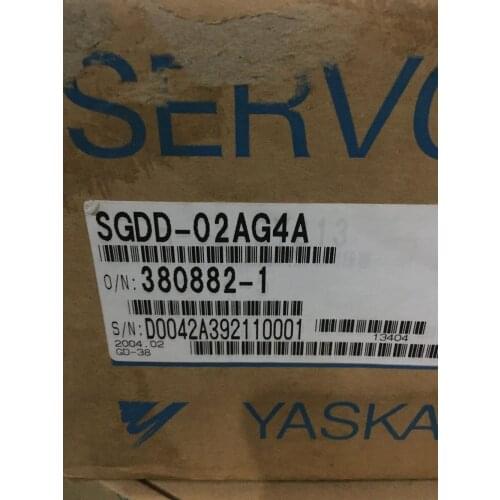 SERVO
SGDD-02AG4A
O/N: 380882-1
S/N: D0042A392110001
13404
2004.02
GD-38
YASKA